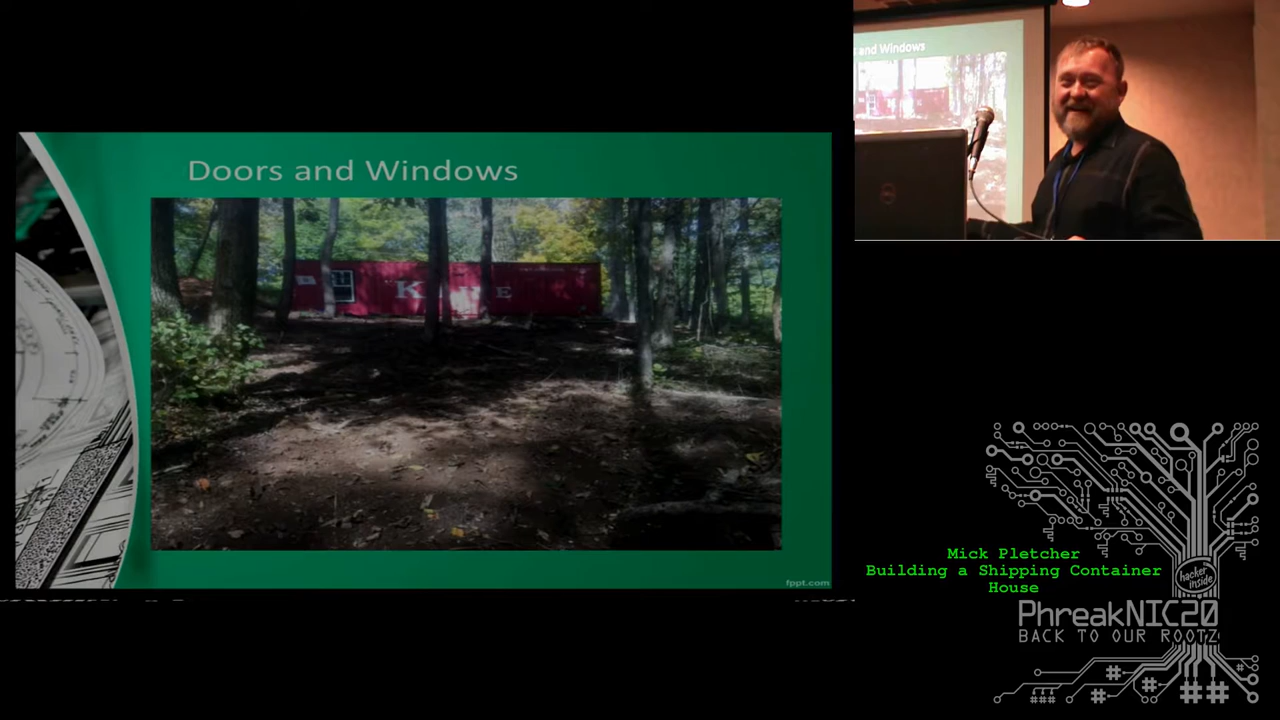 Doors and Windows
fppt.com
and Windows
Mick Pletcher
Building a Shipping Container
House
hacker
inside
PhreakNIC20
BACK TO OUR ROOTZ